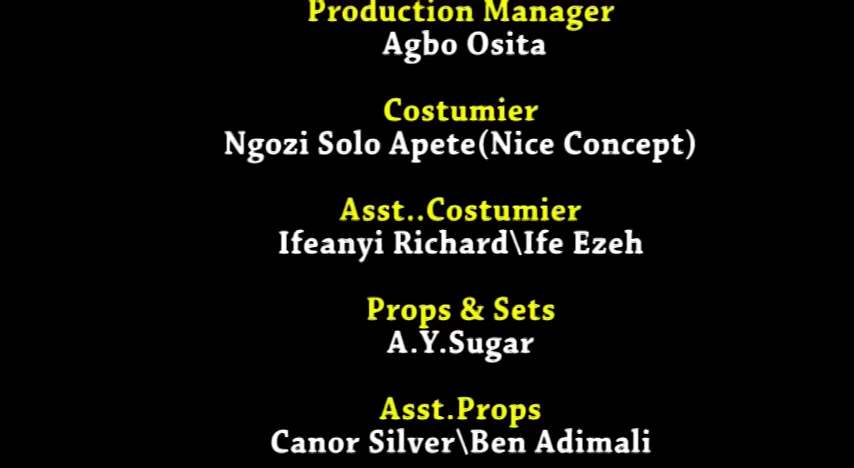 Production Manager
Agbo Osita
Costumier
Ngozi Solo Apete(Nice Concept)
Asst..Costumier
Ifeanyi Richard\Ife Ezeh
Props & Sets
A.Y.Sugar
Asst.Props
Canor Silver\Ben Adimali